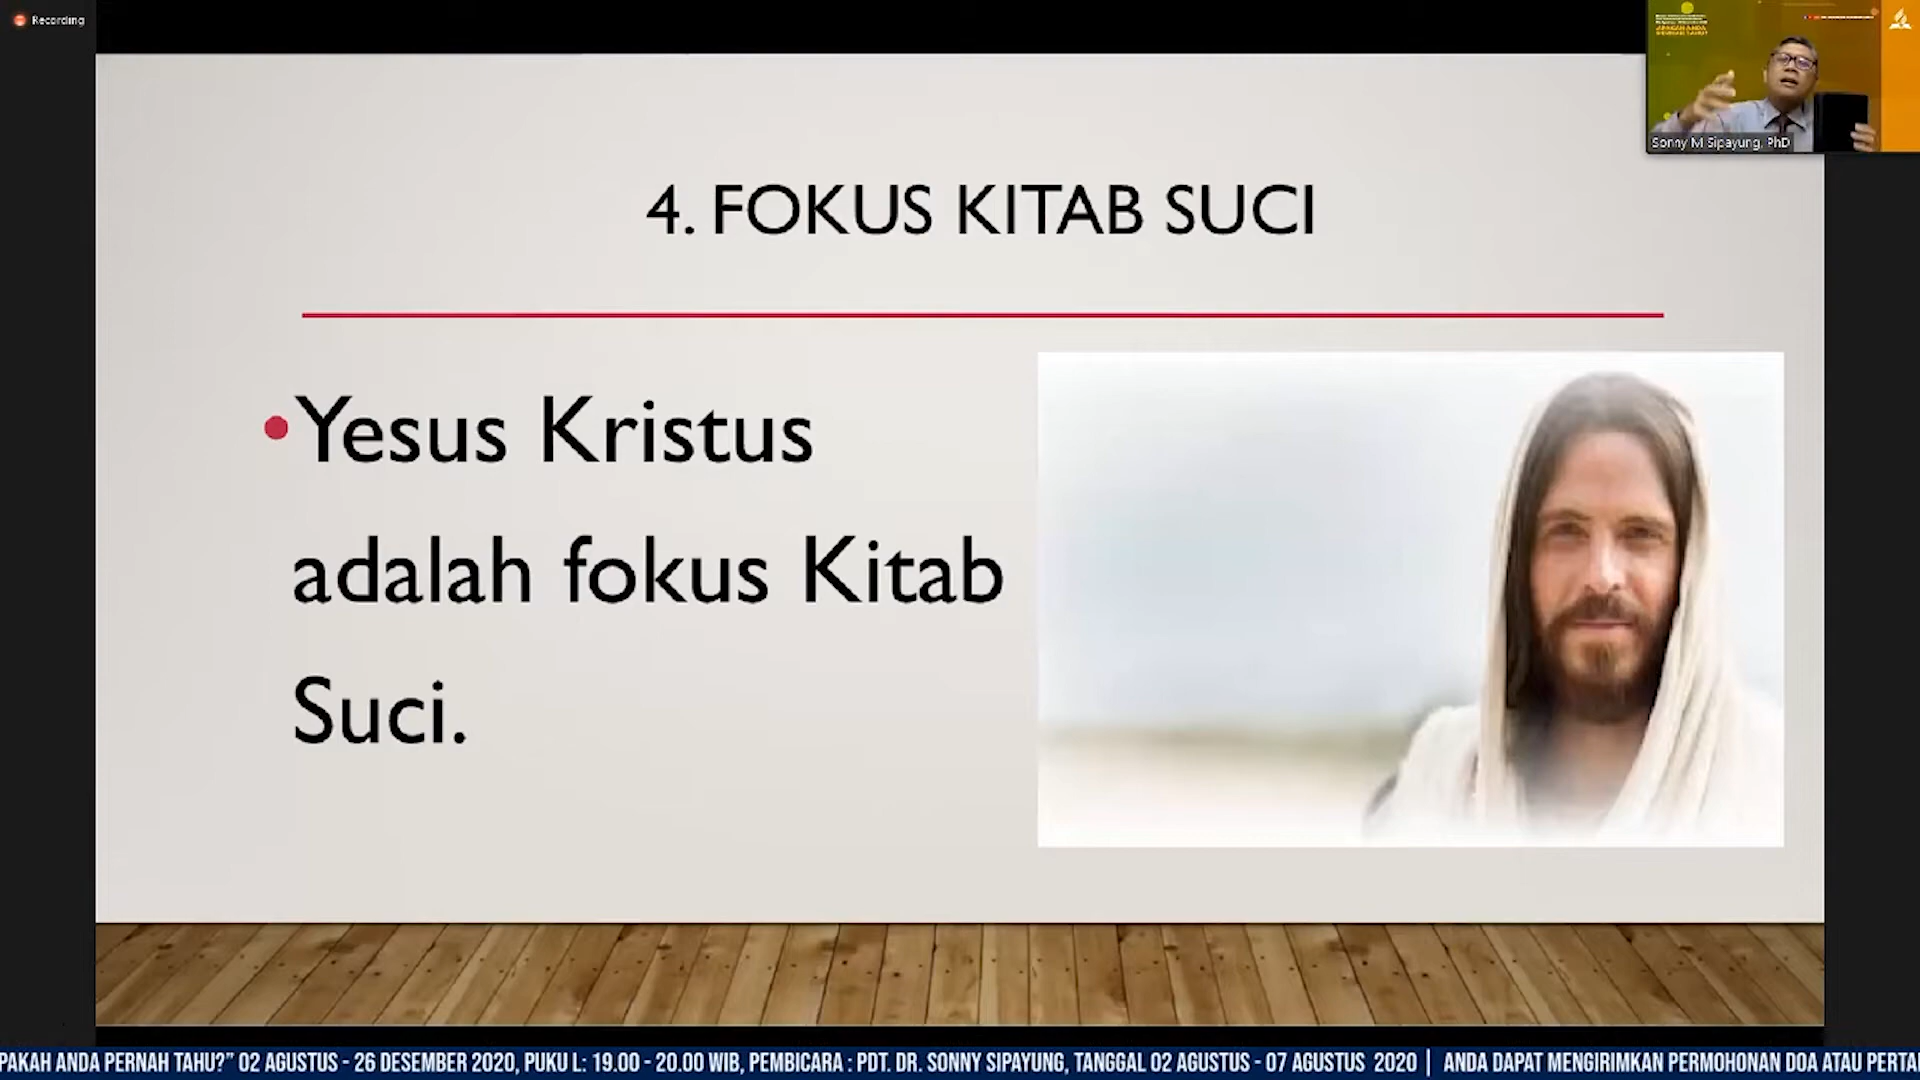 Recording
Sonny M Sipayung, PhD
4. FOKUS KITAB SUCI
•Yesus Kristus
adalah fokus Kitab
Suci.
PAKAH ANDA PERNAH TAHU?” 02 AGUSTUS - 26 DESEMBER 2020, PUKU L: 19.00 - 20.00 WIB, PEMBICARA : PDT. DR. SONNY SIPAYUNG, TANGGAL 02 AGUSTUS - 07 AGUSTUS 2020 | ANDA DAPAT MENGIRIMKAN PERMOHONAN DOA ATAU PERTA